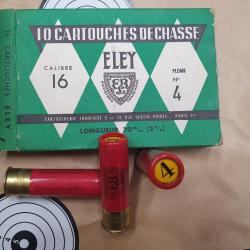 10 CARTOUCHES DE CHASSE
CALIBRE
16
ELEY
PLOMB
N°
4
LONGUEUR 70 m/m (2¾)
10 CARTOUCHES ELEY
4